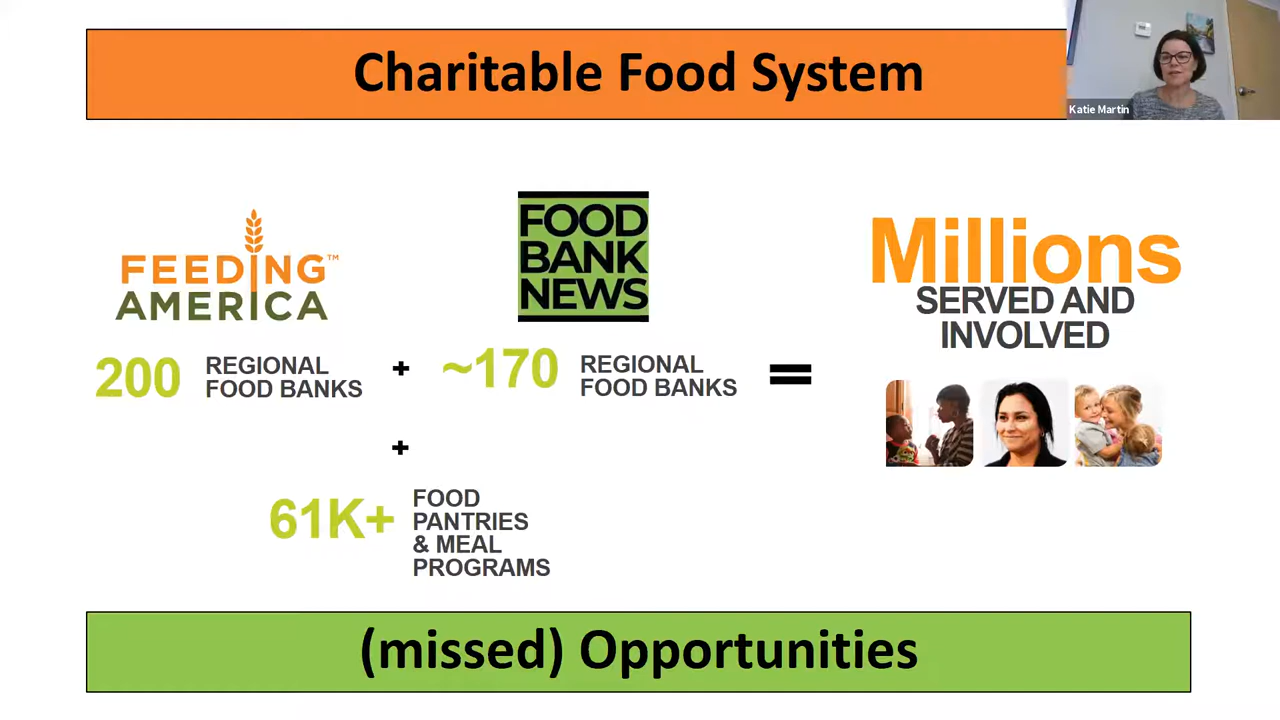 Charitable Food System
Katie Martin
FEEDING™
AMERICA
200 REGIONAL
FOOD BANKS
+
FOOD
BANK
NEWS
~170 REGIONAL
FOOD BANKS
=
Millions
SERVED AND
INVOLVED
+
61K+ FOOD
PANTRIES
& MEAL
PROGRAMS
(missed) Opportunities